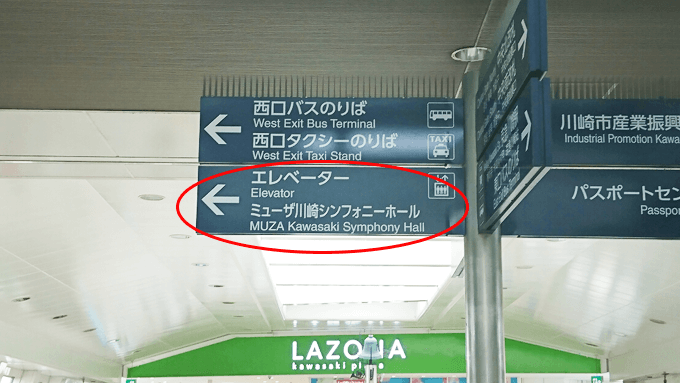 西口バスのりば
West Exit Bus Terminal
西口タクシーのりば
West Exit Taxi Stand
TAXI
エレベーター
Elevator
ミューザ川崎シンフォニーホール
MUZA Kawasaki Symphony Hall
川崎市産業振興
Industrial Promotion Kawa
パスポートセン
Passpor
LAZONA
kawasaki plaza